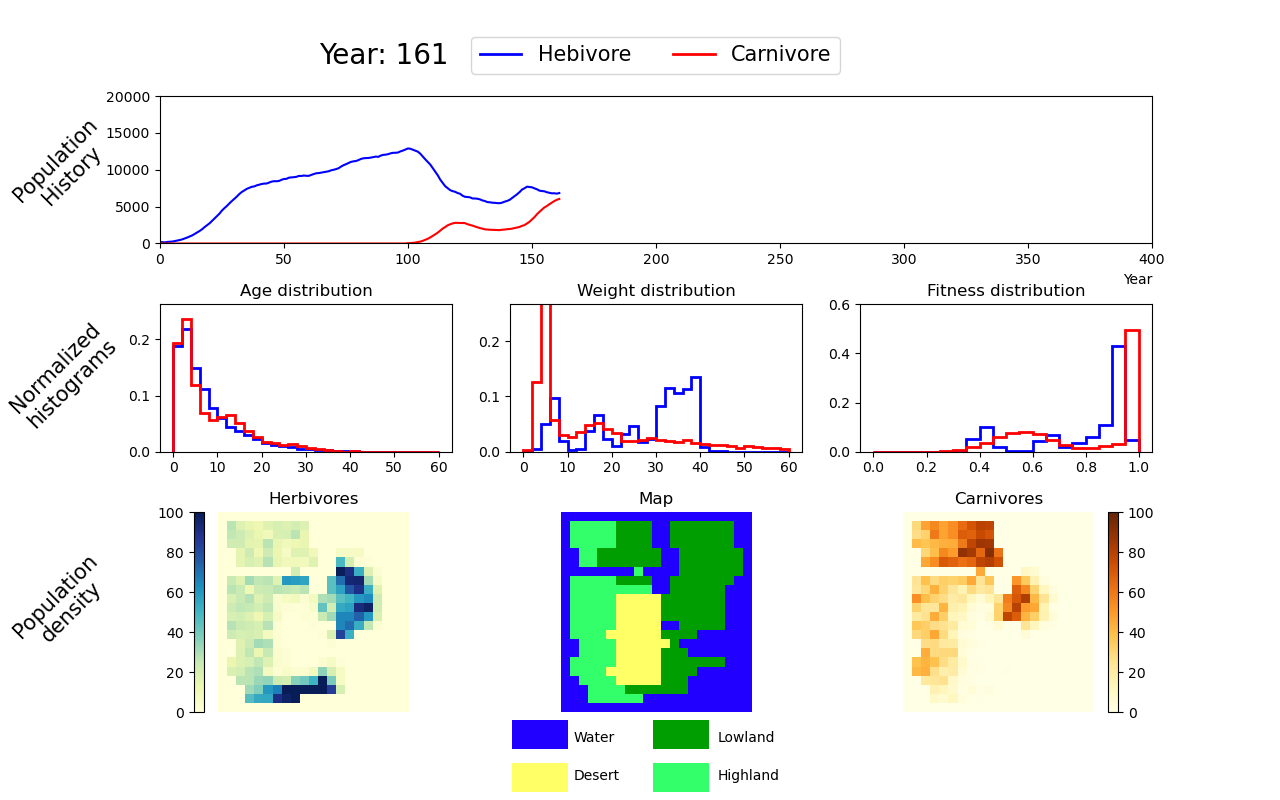 Year: 161
Hebivore
Carnivore
Population
History
20000
15000
10000
5000
0
0 50 100 150 200 250 300 350 400
Year
Normalized
histograms
Age distribution
0.2
0.1
0.0
0 10 20 30 40 50 60
Weight distribution
0.2
0.1
0.0
0 10 20 30 40 50 60
Fitness distribution
0.6
0.4
0.2
0.0
0.0 0.2 0.4 0.6 0.8 1.0
Population
density
Herbivores
100
80
60
40
20
0
Map
Carnivores
100
80
60
40
20
0
Water
Lowland
Desert
Highland